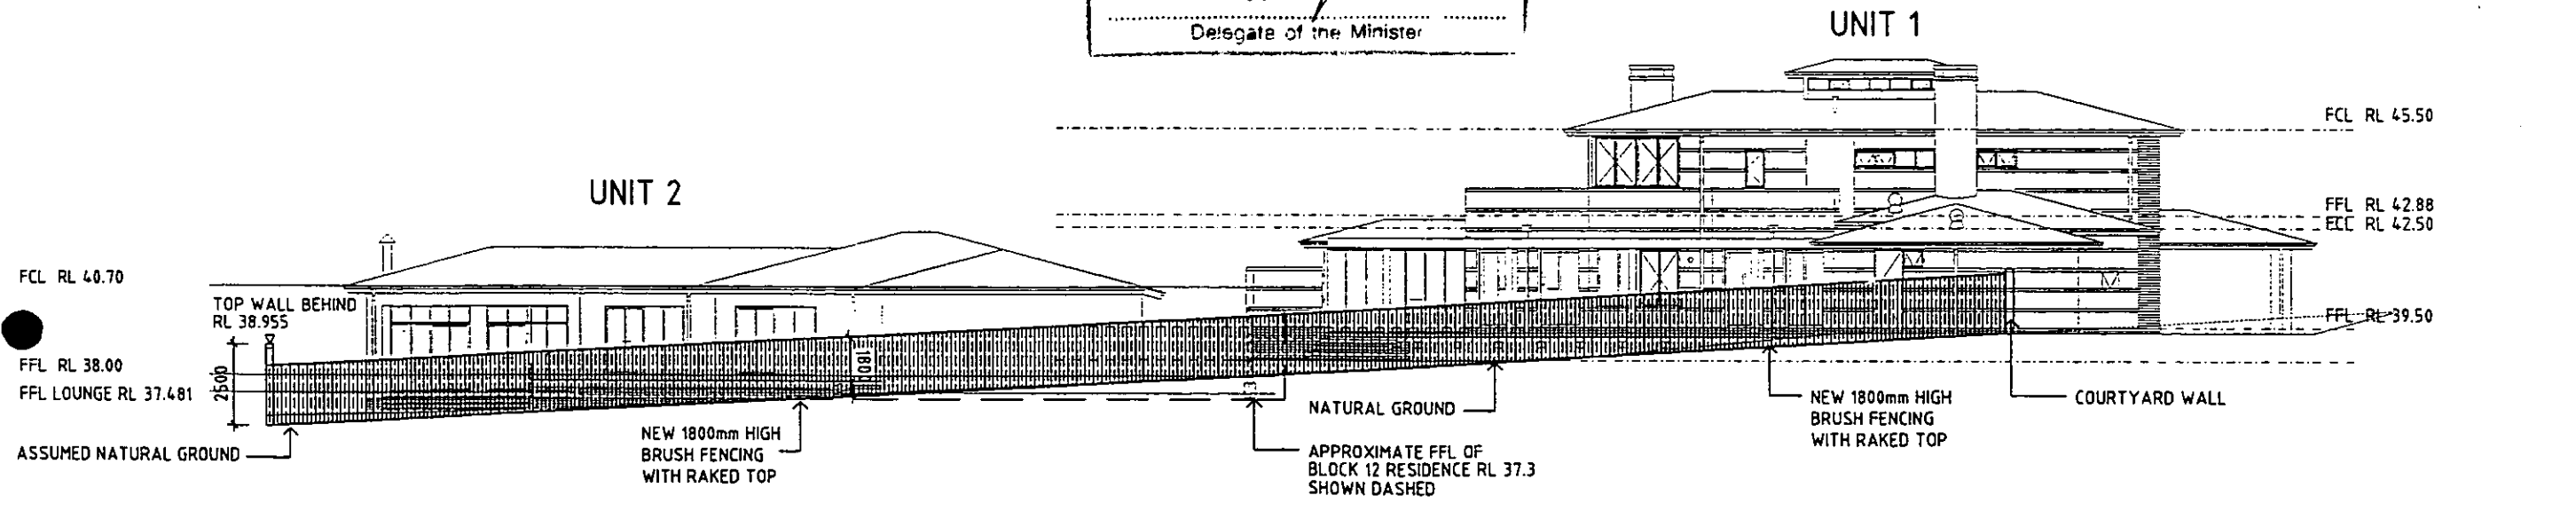 Delegate of the Minister
UNIT 1
FCL RL 45.50
UNIT 2
FFL RL 42.88
FCL RL 42.50
FCL RL 40.70
TOP WALL BEHIND
RL 38.955
FFL RL 39.50
FFL RL 38.00
FFL LOUNGE RL 37.481
2500
180
ASSUMED NATURAL GROUND
NEW 1800mm HIGH
BRUSH FENCING
WITH RAKED TOP
NATURAL GROUND
APPROXIMATE FFL OF
BLOCK 12 RESIDENCE RL 37.3
SHOWN DASHED
NEW 1800mm HIGH
BRUSH FENCING
WITH RAKED TOP
COURTYARD WALL